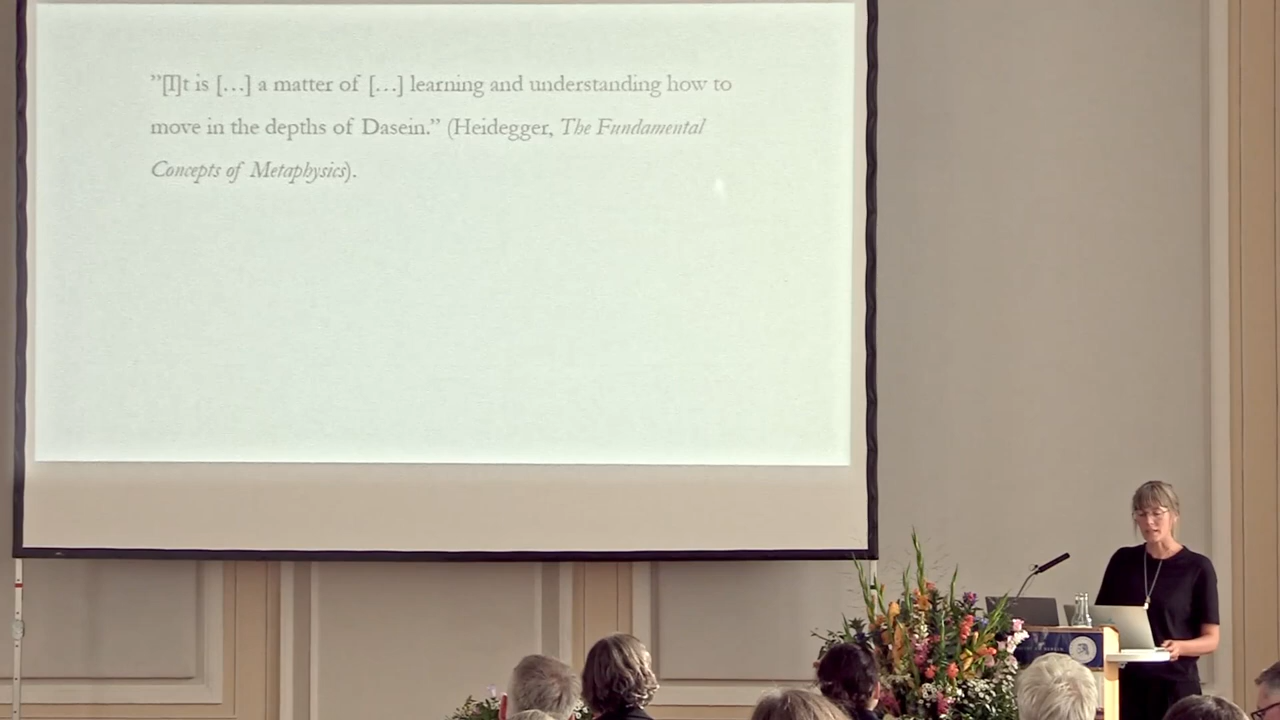 ”[I]t is […] a matter of […] learning and understanding how to
move in the depths of Dasein.” (Heidegger, The Fundamental
Concepts of Metaphysics).